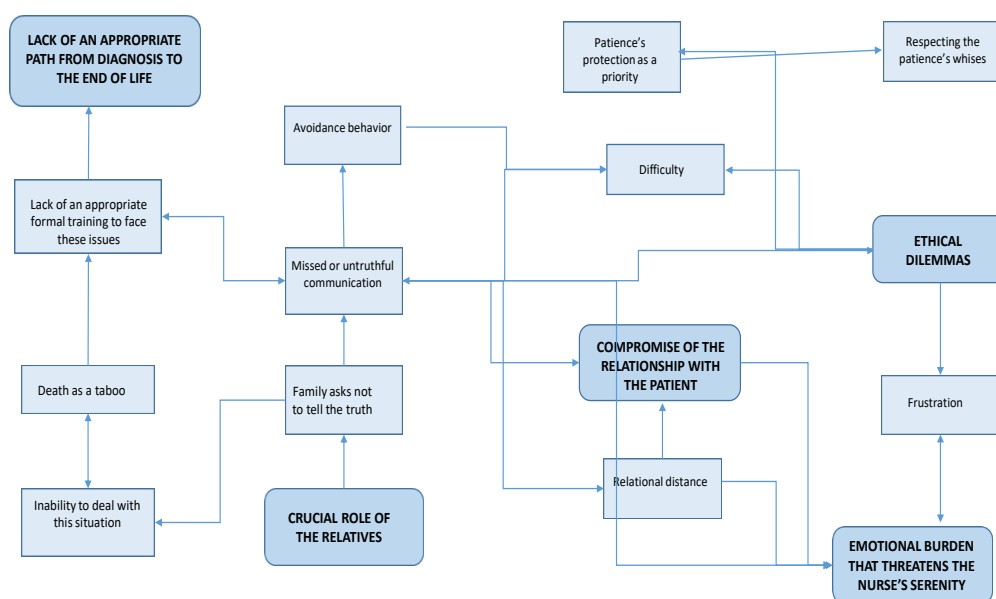 LACK OF AN APPROPRIATE
PATH FROM DIAGNOSIS TO
THE END OF LIFE
Patience’s
protection as a
priority
Respecting the
patience’s whises
Avoidance behavior
Difficulty
Lack of an appropriate
formal training to face
these issues
ETHICAL
DILEMMAS
Missed or untruthful
communication
COMPROMISE OF THE
RELATIONSHIP WITH
THE PATIENT
Death as a taboo
Family asks not
to tell the truth
Frustration
Relational distance
Inability to deal with
this situation
CRUCIAL ROLE OF
THE RELATIVES
EMOTIONAL BURDEN
THAT THREATENS THE
NURSE’S SERENITY